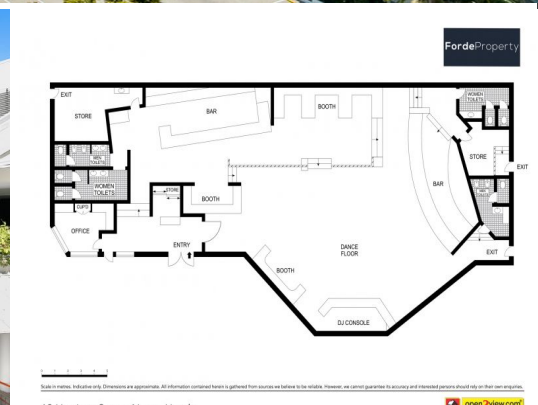 FordeProperty
EXIT
STORE
BAR
BOOTH
WOMEN
TOILETS
MEN
TOILETS
WOMEN
TOILETS
STORE
BAR
STORE
EXIT
CUPD
BOOTH
OFFICE
ENTRY
DANCE
FLOOR
EXIT
BOOTH
DJ CONSOLE
Scale in metres. Indicative only. Dimensions are approximate. All information contained herein is gathered from sources we believe to be reliable. However, we cannot guarantee its accuracy and interested persons should rely on their own enquiries.
open2view.com